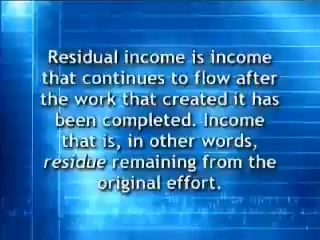 Residual income is income
that continues to flow after
the work that created it has
been completed. Income
that is, in other words,
residue remaining from the
original effort.